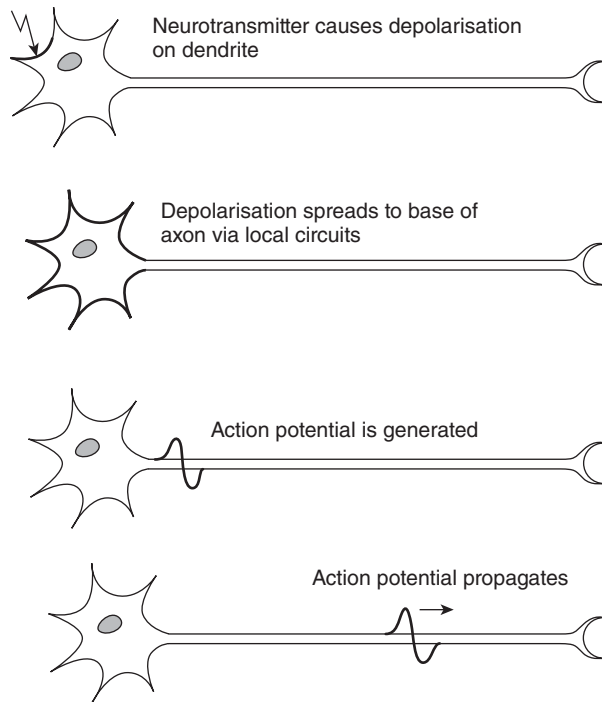 Neurotransmitter causes depolarisation
on dendrite
Depolarisation spreads to base of
axon via local circuits
Action potential is generated
Action potential propagates